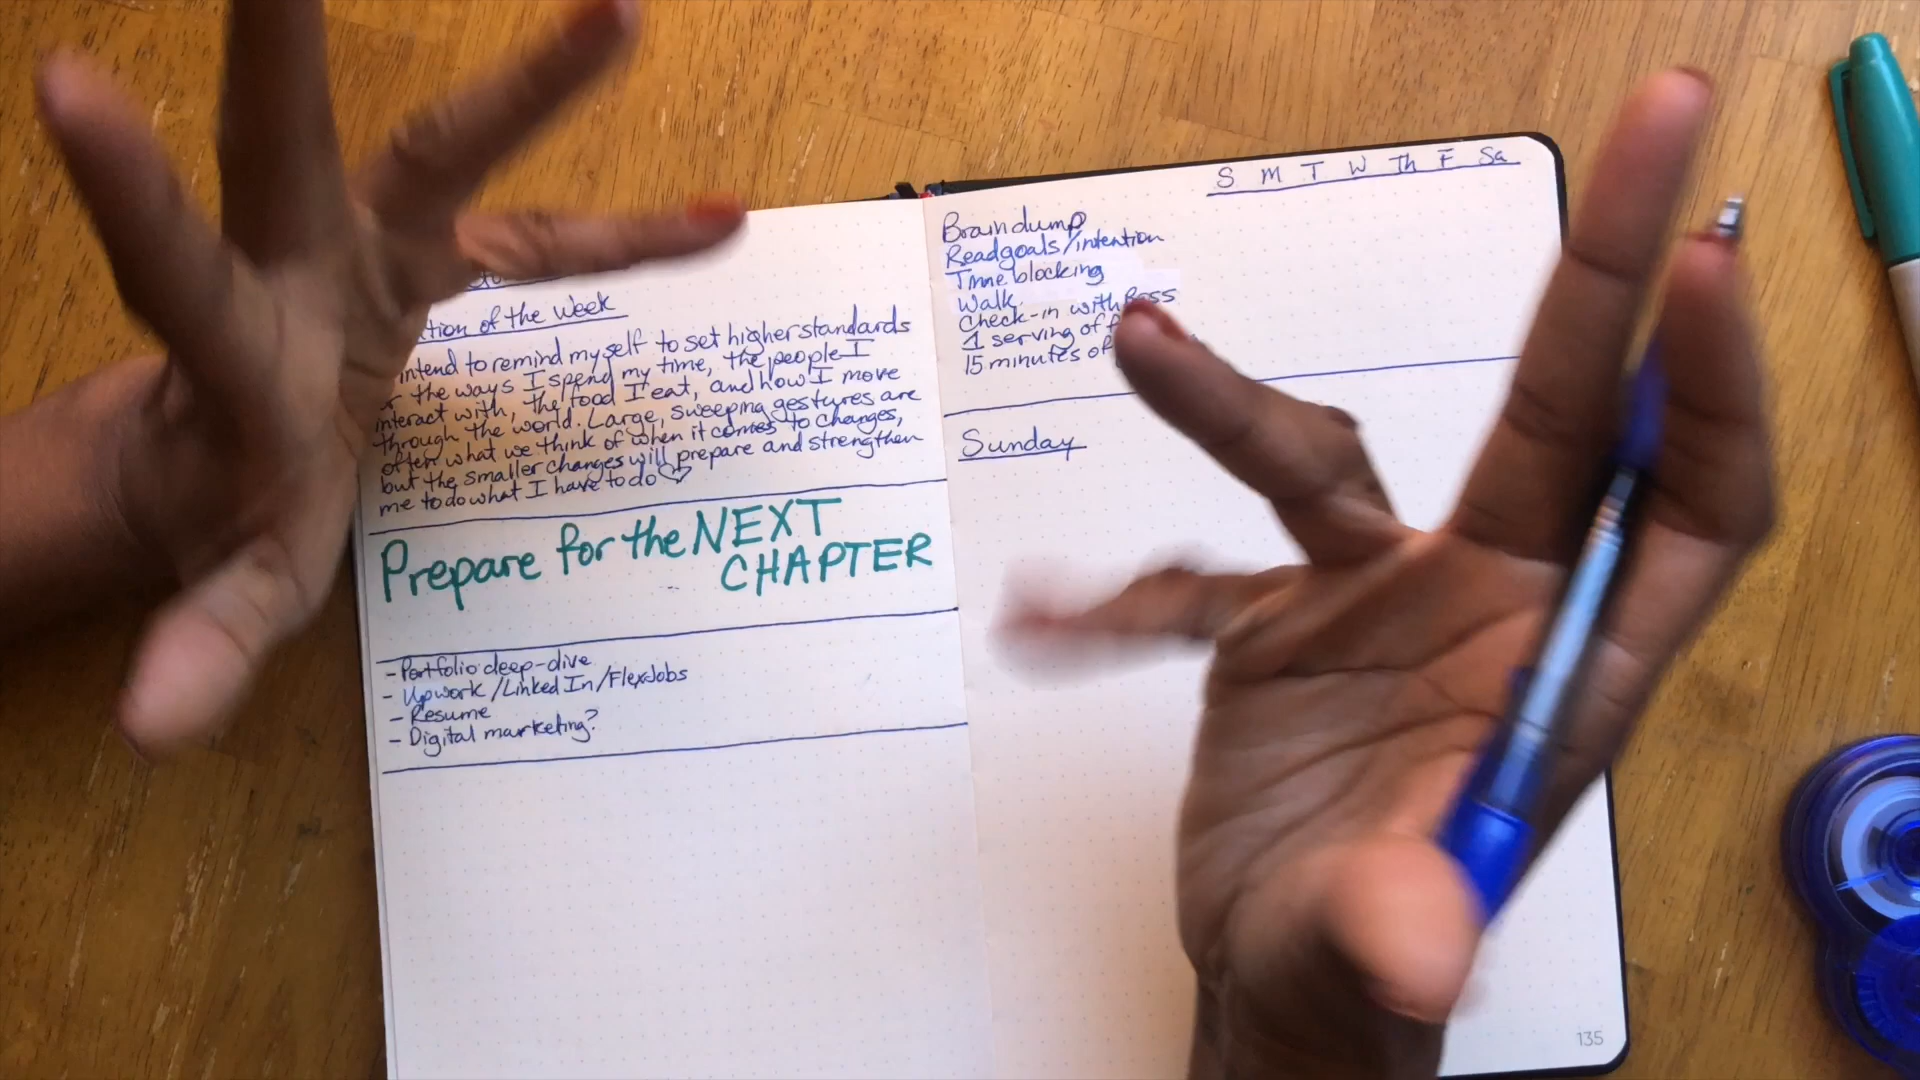 tion of the Week
intend to remind myself to set higher standards
the ways I spend my time, the people I
interact with, the food I eat, and how I move
through the world. Large, sweeping gestures are
often what we think of when it comes to changes,
but the smaller changes will prepare and strengthen
me to do what I have to do♡
Prepare for the NEXT
CHAPTER
- Portfolio deep-dive
- Upwork/LinkedIn/FlexJobs
- Resume
- Digital marketing?
S M T W Th F Sa
Braindump
Read goals/intention
Time blocking
Walk
Check-in with Boss
1 serving of
15 minutes of
Sunday
135